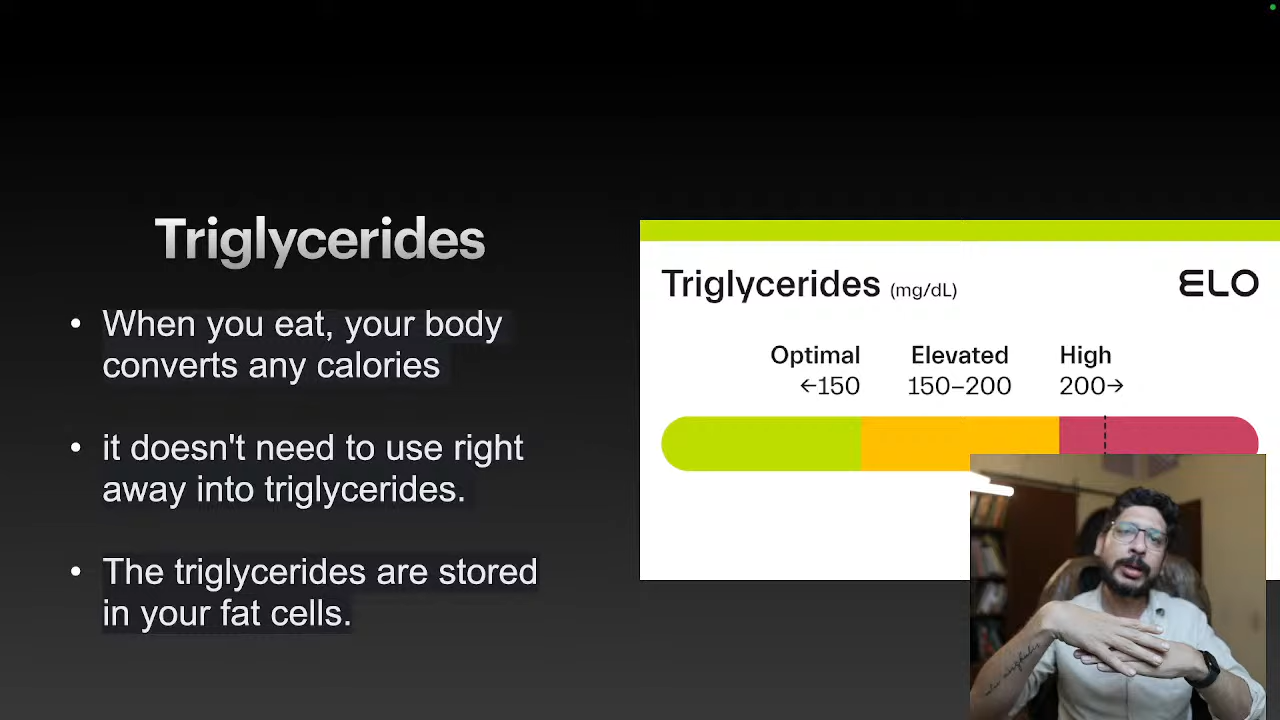 Triglycerides
• When you eat, your body
converts any calories
• it doesn't need to use right
away into triglycerides.
• The triglycerides are stored
in your fat cells.
Triglycerides (mg/dL)
ELO
Optimal
←150
Elevated
150–200
High
200→